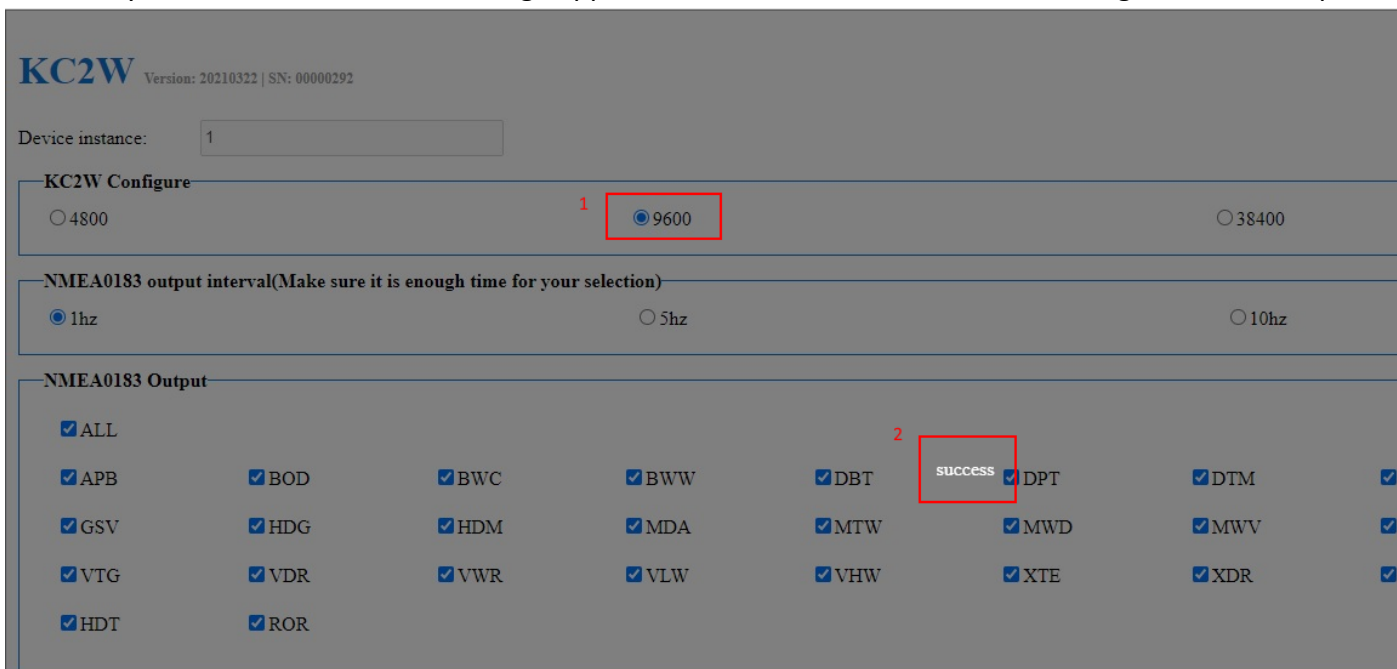 KC2W Version: 20210322 | SN: 00000292
Device instance: 1
KC2W Configure
4800 1 9600 38400
NMEA0183 output interval(Make sure it is enough time for your selection)
1hz 5hz 10hz
NMEA0183 Output
ALL
2
APB BOD BWC BWW DBT success DPT DTM
GSV HDG HDM MDA MTW MWD MWV
VTG VDR VWR VLW VHW XTE XDR
HDT ROR